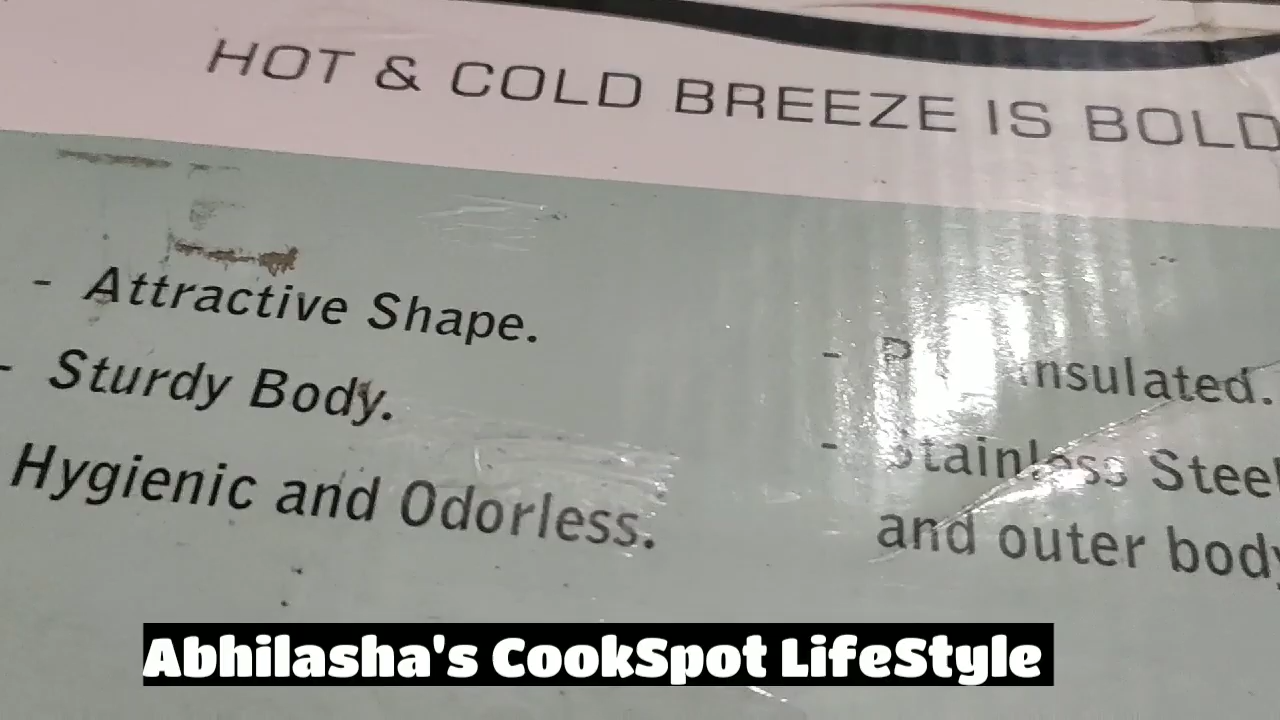 HOT & COLD BREEZE IS BOLD
- Attractive Shape.
- Sturdy Body.
Hygienic and Odorless.
- insulated.
- Stainless Steel
and outer body
Abhilasha's CookSpot LifeStyle